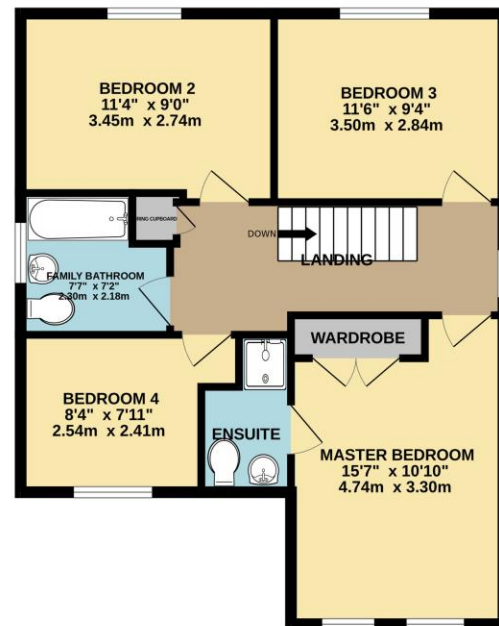 BEDROOM 2
11'4" x 9'0"
3.45m x 2.74m
BEDROOM 3
11'6" x 9'4"
3.50m x 2.84m
RING CUPBOARD
DOWN
LANDING
FAMILY BATHROOM
7'7" x 7'2"
2.30m x 2.18m
WARDROBE
BEDROOM 4
8'4" x 7'11"
2.54m x 2.41m
ENSUITE
MASTER BEDROOM
15'7" x 10'10"
4.74m x 3.30m